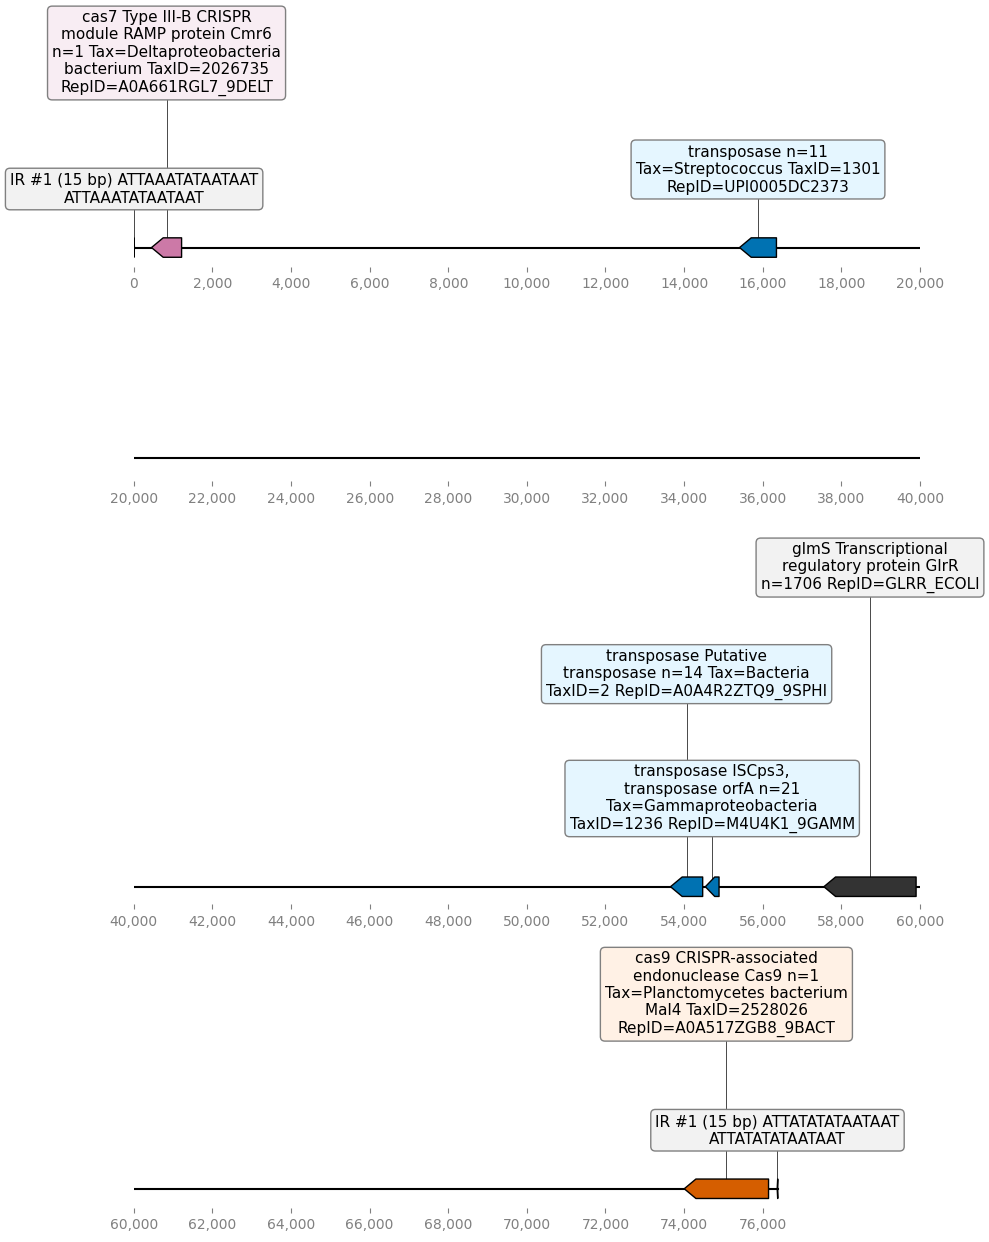 cas7 Type III-B CRISPR
module RAMP protein Cmr6
n=1 Tax=Deltaproteobacteria
bacterium TaxID=2026735
RepID=A0A661RGL7_9DELT
transposase n=11
Tax=Streptococcus TaxID=1301
RepID=UPI0005DC2373
IR #1 (15 bp) ATTAAATATAATAAT
ATTAAATATAATAAT
0 2,000 4,000 6,000 8,000 10,000 12,000 14,000 16,000 18,000 20,000
20,000 22,000 24,000 26,000 28,000 30,000 32,000 34,000 36,000 38,000 40,000
glmS Transcriptional
regulatory protein GlrR
n=1706 RepID=GLRR_ECOLI
transposase Putative
transposase n=14 Tax=Bacteria
TaxID=2 RepID=A0A4R2ZTQ9_9SPHI
transposase ISCps3,
transposase orfA n=21
Tax=Gammaproteobacteria
TaxID=1236 RepID=M4U4K1_9GAMM
40,000 42,000 44,000 46,000 48,000 50,000 52,000 54,000 56,000 58,000 60,000
cas9 CRISPR-associated
endonuclease Cas9 n=1
Tax=Planctomycetes bacterium
Mal4 TaxID=2528026
RepID=A0A517ZGB8_9BACT
IR #1 (15 bp) ATTATATATAATAAT
ATTATATATAATAAT
60,000 62,000 64,000 66,000 68,000 70,000 72,000 74,000 76,000